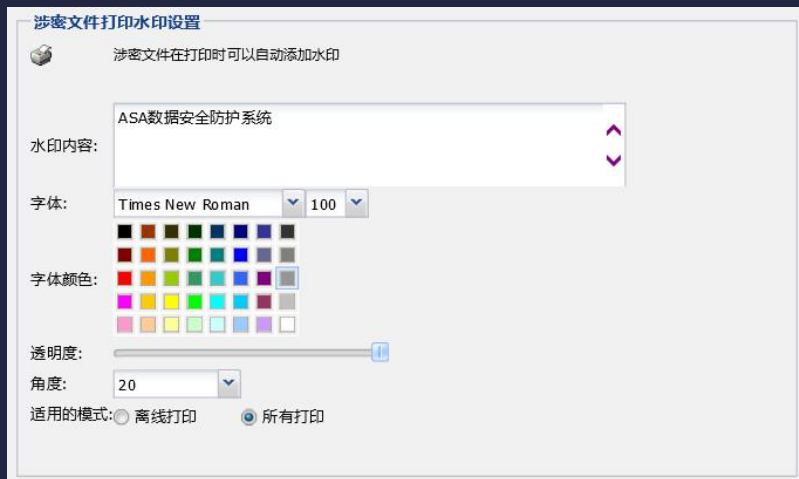 涉密文件打印水印设置
涉密文件在打印时可以自动添加水印
水印内容:
ASA数据安全防护系统
字体:
Times New Roman 100
字体颜色:
透明度:
角度:
20
适用的模式: 离线打印 所有打印